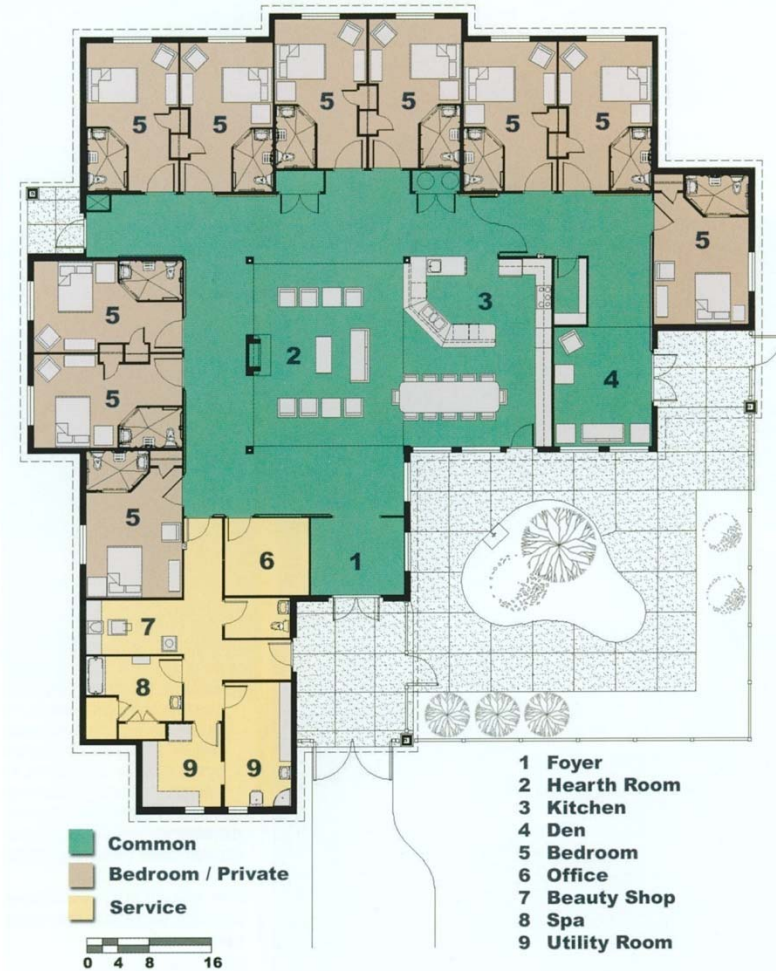 5 5 5 5 5 5
5
5
3
2
4
5
5
6 1
7
8
9 9
1 Foyer
2 Hearth Room
3 Kitchen
4 Den
5 Bedroom
6 Office
7 Beauty Shop
8 Spa
9 Utility Room
Common
Bedroom / Private
Service
0 4 8 16